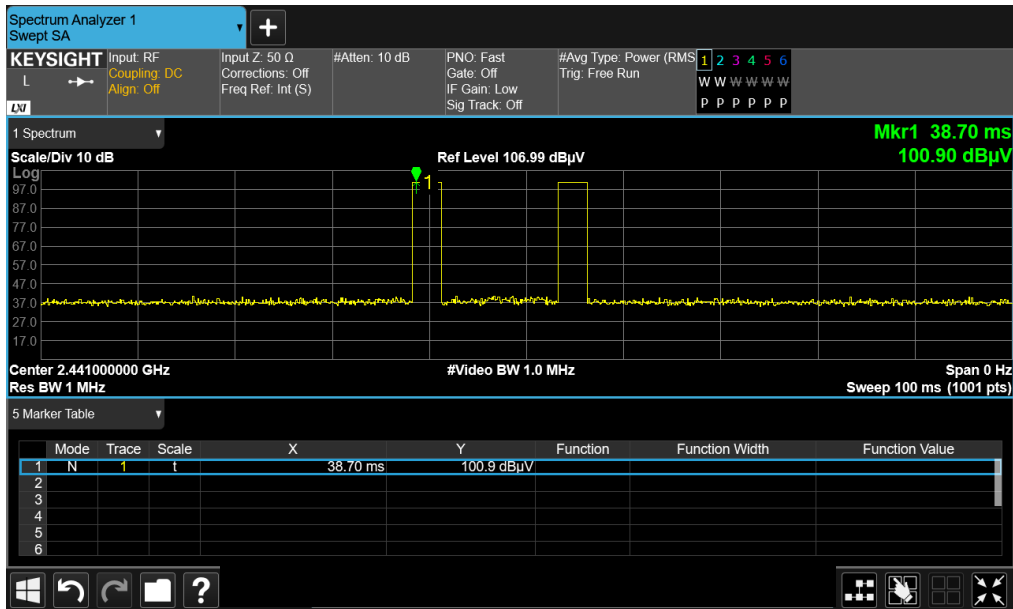 Spectrum Analyzer 1
Swept SA
+
KEYSIGHT Input: RF Input Z: 50 Ω #Atten: 10 dB PNO: Fast #Avg Type: Power (RMS 1 2 3 4 5 6
L Coupling: DC Corrections: Off Gate: Off Trig: Free Run W W W W W W
Align: Off Freq Ref: Int (S) IF Gain: Low
LXI Sig Track: Off P P P P P P
1 Spectrum Mkr1 38.70 ms
Scale/Div 10 dB Ref Level 106.99 dBµV 100.90 dBµV
Log
1
97.0
87.0
77.0
67.0
57.0
47.0
37.0
27.0
17.0
Center 2.441000000 GHz #Video BW 1.0 MHz Span 0 Hz
Res BW 1 MHz Sweep 100 ms (1001 pts)
5 Marker Table
Mode Trace Scale X Y Function Function Width Function Value
1 N 1 t 38.70 ms 100.9 dBµV
2
3
4
5
6
?